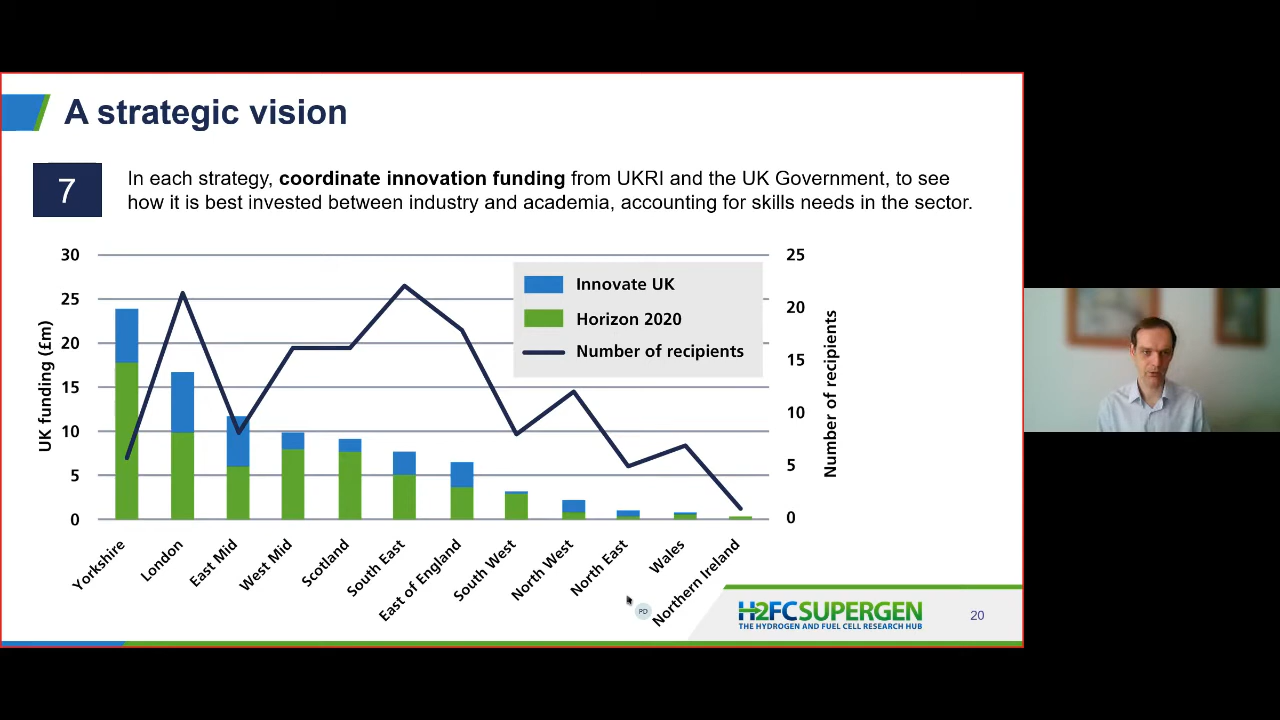 A strategic vision
7
In each strategy, coordinate innovation funding from UKRI and the UK Government, to see
how it is best invested between industry and academia, accounting for skills needs in the sector.
30
25
20
15
10
5
0
UK funding (£m)
25
20
15
10
5
0
Number of recipients
Innovate UK
Horizon 2020
Number of recipients
Yorkshire
London
East Mid
West Mid
Scotland
South East
East of England
South West
North West
North East
Wales
Northern Ireland
PD
H2FCSUPERGEN
THE HYDROGEN AND FUEL CELL RESEARCH HUB
20